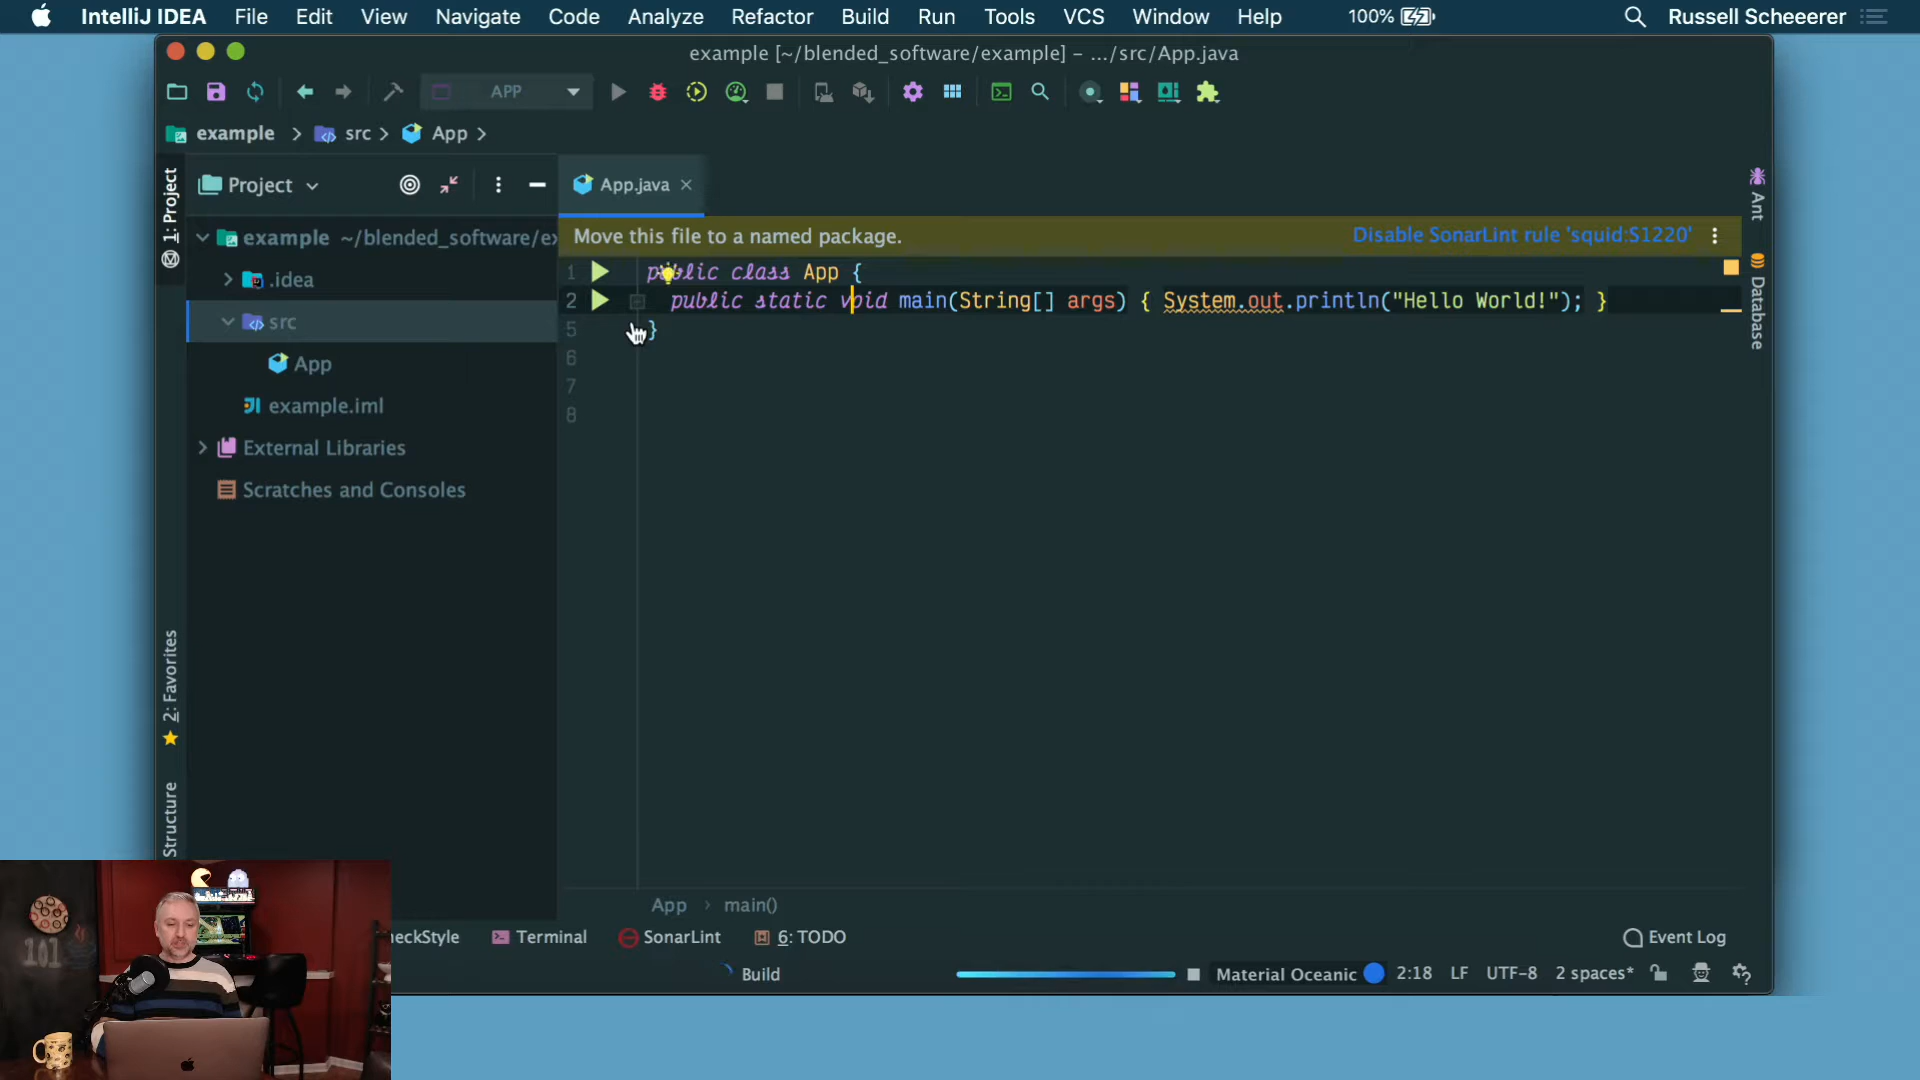 IntelliJ IDEA File Edit View Navigate Code Analyze Refactor Build Run Tools VCS Window Help 100% Russell Scheeerer
example [~/blended_software/example] – .../src/App.java
APP
example > src > App >
1: Project
Project
App.java
example ~/blended_software/ex
.idea
src
App
example.iml
External Libraries
Scratches and Consoles
2: Favorites
Structure
Move this file to a named package. Disable SonarLint rule 'squid:S1220'
1 public class App {
2 public static void main(String[] args) { System.out.println("Hello World!"); }
5 }
6
7
8
Ant
Database
App > main()
eckStyle Terminal SonarLint 6: TODO Event Log
Build Material Oceanic 2:18 LF UTF-8 2 spaces*
101